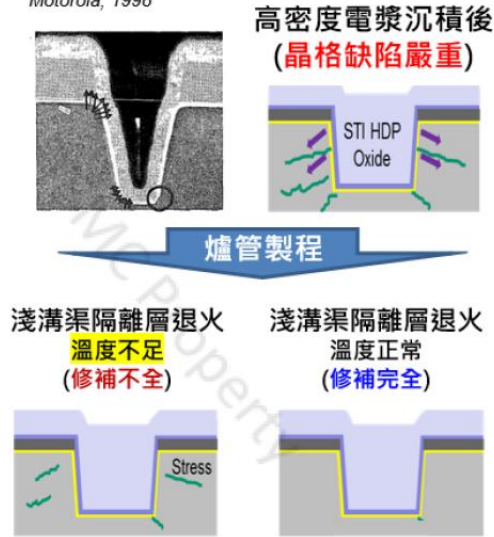 Motorola, 1996
高密度電漿沉積後
(晶格缺陷嚴重)
STI HDP
Oxide
爐管製程
淺溝渠隔離層退火
溫度不足
(修補不全)
淺溝渠隔離層退火
溫度正常
(修補完全)
Stress
MC Property